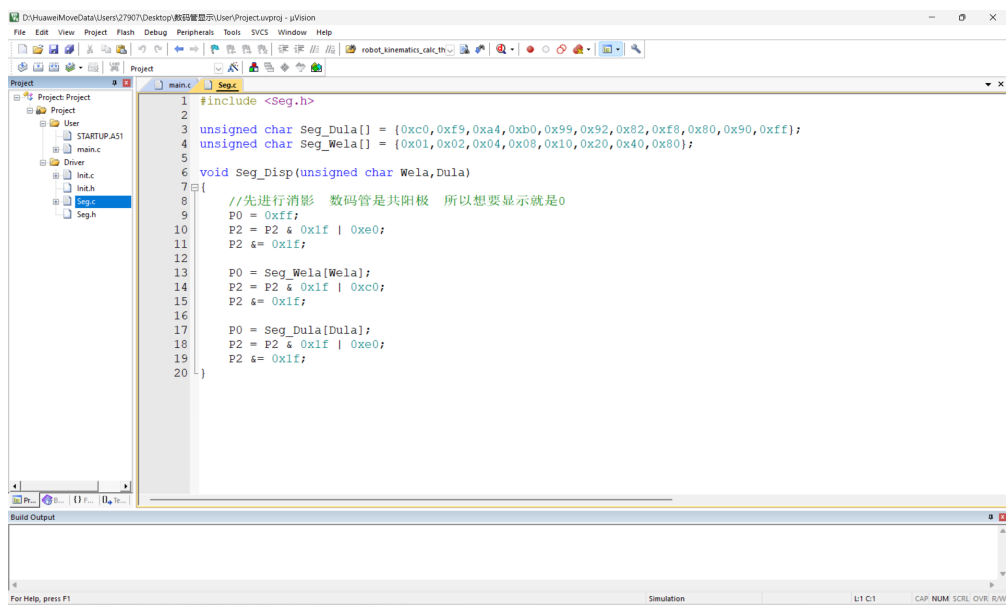 D:\HuaweiMoveData\Users\27907\Desktop\数码管显示\User\Project.uvproj - µVision
File Edit View Project Flash Debug Peripherals Tools SVCS Window Help
robot_kinematics_calc_th
Project
Project
main.c Seg.c
Project: Project
Project
User
STARTUP.A51
main.c
Driver
Init.c
Init.h
Seg.c
Seg.h
1 #include <Seg.h>
2
3 unsigned char Seg_Dula[] = {0xc0,0xf9,0xa4,0xb0,0x99,0x92,0x82,0xf8,0x80,0x90,0xff};
4 unsigned char Seg_Wela[] = {0x01,0x02,0x04,0x08,0x10,0x20,0x40,0x80};
5
6 void Seg_Disp(unsigned char Wela,Dula)
7 {
8 //先进行消影 数码管是共阳极 所以想要显示就是0
9 P0 = 0xff;
10 P2 = P2 & 0x1f | 0xe0;
11 P2 &= 0x1f;
12
13 P0 = Seg_Wela[Wela];
14 P2 = P2 & 0x1f | 0xc0;
15 P2 &= 0x1f;
16
17 P0 = Seg_Dula[Dula];
18 P2 = P2 & 0x1f | 0xe0;
19 P2 &= 0x1f;
20 }
Pr... B... {} F... Te...
Build Output
For Help, press F1 Simulation L:1 C:1 CAP NUM SCRL OVR R/W